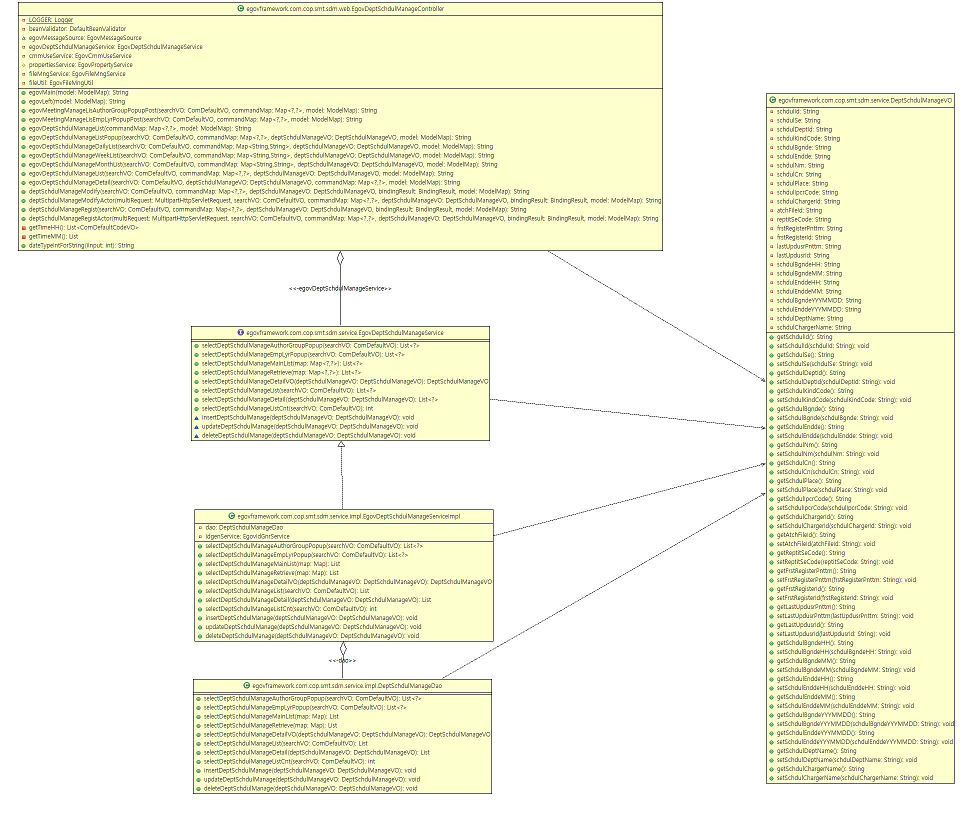 egovframework.com.cop.smt.sdm.web.EgovDeptSchdulManageController
LOGGER: Logger
beanValidator: DefaultBeanValidator
egovMessageSource: EgovMessageSource
egovDeptSchdulManageService: EgovDeptSchdulManageService
cmmUseService: EgovCmmUseService
propertiesService: EgovPropertyService
fileMngService: EgovFileMngService
fileUtil: EgovFileMngUtil
egovMain(model: ModelMap): String
egovLeft(model: ModelMap): String
egovMeetingManageLisAuthorGroupPopupPost(searchVO: ComDefaultVO, commandMap: Map<?,?>, model: ModelMap): String
egovMeetingManageLisEmpLyrPopupPost(searchVO: ComDefaultVO, commandMap: Map<?,?>, model: ModelMap): String
egovDeptSchdulManageList(commandMap: Map<?,?>, model: ModelMap): String
egovDeptSchdulManageListPopup(searchVO: ComDefaultVO, commandMap: Map<?,?>, deptSchdulManageVO: DeptSchdulManageVO, model: ModelMap): String
egovDeptSchdulManageDailyList(searchVO: ComDefaultVO, commandMap: Map<String,String>, deptSchdulManageVO: DeptSchdulManageVO, model: ModelMap): String
egovDeptSchdulManageWeekList(searchVO: ComDefaultVO, commandMap: Map<String,String>, deptSchdulManageVO: DeptSchdulManageVO, model: ModelMap): String
egovDeptSchdulManageMonthList(searchVO: ComDefaultVO, commandMap: Map<String,String>, deptSchdulManageVO: DeptSchdulManageVO, model: ModelMap): String
egovDeptSchdulManageList(searchVO: ComDefaultVO, commandMap: Map<?,?>, deptSchdulManageVO: DeptSchdulManageVO, model: ModelMap): String
egovDeptSchdulManageDetail(searchVO: ComDefaultVO, deptSchdulManageVO: DeptSchdulManageVO, commandMap: Map<?,?>, model: ModelMap): String
deptSchdulManageModify(searchVO: ComDefaultVO, commandMap: Map<?,?>, deptSchdulManageVO: DeptSchdulManageVO, bindingResult: BindingResult, model: ModelMap): String
deptSchdulManageModifyActor(multiRequest: MultipartHttpServletRequest, searchVO: ComDefaultVO, commandMap: Map<?,?>, deptSchdulManageVO: DeptSchdulManageVO, bindingResult: BindingResult, model: ModelMap): String
deptSchdulManageRegist(searchVO: ComDefaultVO, commandMap: Map<?,?>, deptSchdulManageVO: DeptSchdulManageVO, bindingResult: BindingResult, model: ModelMap): String
deptSchdulManageRegistActor(multiRequest: MultipartHttpServletRequest, searchVO: ComDefaultVO, commandMap: Map<?,?>, deptSchdulManageVO: DeptSchdulManageVO, bindingResult: BindingResult, model: ModelMap): String
getTimeHH(): List<ComDefaultCodeVO>
getTimeMM(): List
dateTypeIntForString(iInput: int): String
<<-egovDeptSchdulManageService>>
egovframework.com.cop.smt.sdm.service.EgovDeptSchdulManageService
selectDeptSchdulManageAuthorGroupPopup(searchVO: ComDefaultVO): List<?>
selectDeptSchdulManageEmpLyrPopup(searchVO: ComDefaultVO): List<?>
selectDeptSchdulManageMainList(map: Map<?,?>): List<?>
selectDeptSchdulManageRetrieve(map: Map<?,?>): List<?>
selectDeptSchdulManageDetailVO(deptSchdulManageVO: DeptSchdulManageVO): DeptSchdulManageVO
selectDeptSchdulManageList(searchVO: ComDefaultVO): List<?>
selectDeptSchdulManageDetail(deptSchdulManageVO: DeptSchdulManageVO): List<?>
selectDeptSchdulManageListCnt(searchVO: ComDefaultVO): int
insertDeptSchdulManage(deptSchdulManageVO: DeptSchdulManageVO): void
updateDeptSchdulManage(deptSchdulManageVO: DeptSchdulManageVO): void
deleteDeptSchdulManage(deptSchdulManageVO: DeptSchdulManageVO): void
egovframework.com.cop.smt.sdm.service.impl.EgovDeptSchdulManageServiceImpl
dao: DeptSchdulManageDao
idgenService: EgovIdGnrService
selectDeptSchdulManageAuthorGroupPopup(searchVO: ComDefaultVO): List<?>
selectDeptSchdulManageEmpLyrPopup(searchVO: ComDefaultVO): List<?>
selectDeptSchdulManageMainList(map: Map): List
selectDeptSchdulManageRetrieve(map: Map): List
selectDeptSchdulManageDetailVO(deptSchdulManageVO: DeptSchdulManageVO): DeptSchdulManageVO
selectDeptSchdulManageList(searchVO: ComDefaultVO): List
selectDeptSchdulManageDetail(deptSchdulManageVO: DeptSchdulManageVO): List
selectDeptSchdulManageListCnt(searchVO: ComDefaultVO): int
insertDeptSchdulManage(deptSchdulManageVO: DeptSchdulManageVO): void
updateDeptSchdulManage(deptSchdulManageVO: DeptSchdulManageVO): void
deleteDeptSchdulManage(deptSchdulManageVO: DeptSchdulManageVO): void
<<-dao>>
egovframework.com.cop.smt.sdm.service.impl.DeptSchdulManageDao
selectDeptSchdulManageAuthorGroupPopup(searchVO: ComDefaultVO): List<?>
selectDeptSchdulManageEmpLyrPopup(searchVO: ComDefaultVO): List<?>
selectDeptSchdulManageMainList(map: Map): List
selectDeptSchdulManageRetrieve(map: Map): List
selectDeptSchdulManageDetailVO(deptSchdulManageVO: DeptSchdulManageVO): DeptSchdulManageVO
selectDeptSchdulManageList(searchVO: ComDefaultVO): List
selectDeptSchdulManageDetail(deptSchdulManageVO: DeptSchdulManageVO): List
selectDeptSchdulManageListCnt(searchVO: ComDefaultVO): int
insertDeptSchdulManage(deptSchdulManageVO: DeptSchdulManageVO): void
updateDeptSchdulManage(deptSchdulManageVO: DeptSchdulManageVO): void
deleteDeptSchdulManage(deptSchdulManageVO: DeptSchdulManageVO): void
egovframework.com.cop.smt.sdm.service.DeptSchdulManageVO
schdulId: String
schdulSe: String
schdulDeptId: String
schdulKindCode: String
schdulBgnde: String
schdulEndde: String
schdulNm: String
schdulCn: String
schdulPlace: String
schdulIpcrCode: String
schdulChargerId: String
atchFileId: String
reptitSeCode: String
frstRegisterPnttm: String
frstRegisterId: String
lastUpdusrPnttm: String
lastUpdusrId: String
schdulBgndeHH: String
schdulBgndeMM: String
schdulEnddeHH: String
schdulEnddeMM: String
schdulBgndeYYYMMDD: String
schdulEnddeYYYMMDD: String
schdulDeptName: String
schdulChargerName: String
getSchdulId(): String
setSchdulId(schdulId: String): void
getSchdulSe(): String
setSchdulSe(schdulSe: String): void
getSchdulDeptId(): String
setSchdulDeptId(schdulDeptId: String): void
getSchdulKindCode(): String
setSchdulKindCode(schdulKindCode: String): void
getSchdulBgnde(): String
setSchdulBgnde(schdulBgnde: String): void
getSchdulEndde(): String
setSchdulEndde(schdulEndde: String): void
getSchdulNm(): String
setSchdulNm(schdulNm: String): void
getSchdulCn(): String
setSchdulCn(schdulCn: String): void
getSchdulPlace(): String
setSchdulPlace(schdulPlace: String): void
getSchdulIpcrCode(): String
setSchdulIpcrCode(schdulIpcrCode: String): void
getSchdulChargerId(): String
setSchdulChargerId(schdulChargerId: String): void
getAtchFileId(): String
setAtchFileId(atchFileId: String): void
getReptitSeCode(): String
setReptitSeCode(reptitSeCode: String): void
getFrstRegisterPnttm(): String
setFrstRegisterPnttm(frstRegisterPnttm: String): void
getFrstRegisterId(): String
setFrstRegisterId(frstRegisterId: String): void
getLastUpdusrPnttm(): String
setLastUpdusrPnttm(lastUpdusrPnttm: String): void
getLastUpdusrId(): String
setLastUpdusrId(lastUpdusrId: String): void
getSchdulBgndeHH(): String
setSchdulBgndeHH(schdulBgndeHH: String): void
getSchdulBgndeMM(): String
setSchdulBgndeMM(schdulBgndeMM: String): void
getSchdulEnddeHH(): String
setSchdulEnddeHH(schdulEnddeHH: String): void
getSchdulEnddeMM(): String
setSchdulEnddeMM(schdulEnddeMM: String): void
getSchdulBgndeYYYMMDD(): String
setSchdulBgndeYYYMMDD(schdulBgndeYYYMMDD: String): void
getSchdulEnddeYYYMMDD(): String
setSchdulEnddeYYYMMDD(schdulEnddeYYYMMDD: String): void
getSchdulDeptName(): String
setSchdulDeptName(schdulDeptName: String): void
getSchdulChargerName(): String
setSchdulChargerName(schdulChargerName: String): void